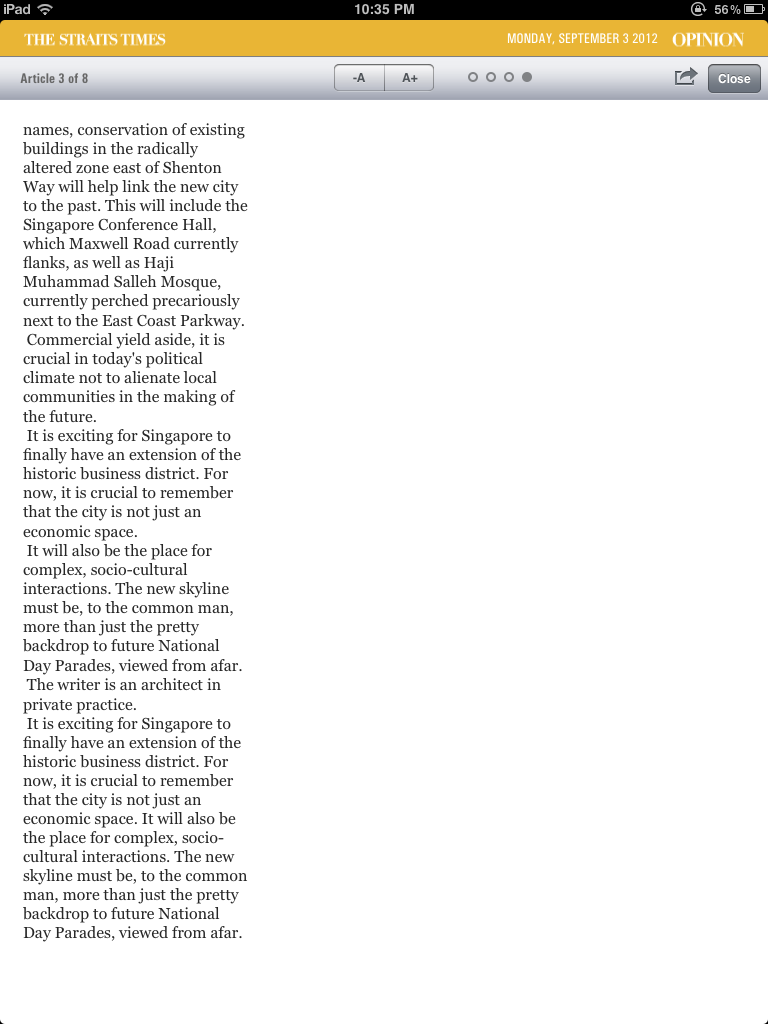 iPad
10:35 PM
56%
THE STRAITS TIMES
MONDAY, SEPTEMBER 3 2012 OPINION
Article 3 of 8
-A
A+
Close
names, conservation of existing
buildings in the radically
altered zone east of Shenton
Way will help link the new city
to the past. This will include the
Singapore Conference Hall,
which Maxwell Road currently
flanks, as well as Haji
Muhammad Salleh Mosque,
currently perched precariously
next to the East Coast Parkway.
Commercial yield aside, it is
crucial in today's political
climate not to alienate local
communities in the making of
the future.
It is exciting for Singapore to
finally have an extension of the
historic business district. For
now, it is crucial to remember
that the city is not just an
economic space.
It will also be the place for
complex, socio-cultural
interactions. The new skyline
must be, to the common man,
more than just the pretty
backdrop to future National
Day Parades, viewed from afar.
The writer is an architect in
private practice.
It is exciting for Singapore to
finally have an extension of the
historic business district. For
now, it is crucial to remember
that the city is not just an
economic space. It will also be
the place for complex, socio-
cultural interactions. The new
skyline must be, to the common
man, more than just the pretty
backdrop to future National
Day Parades, viewed from afar.